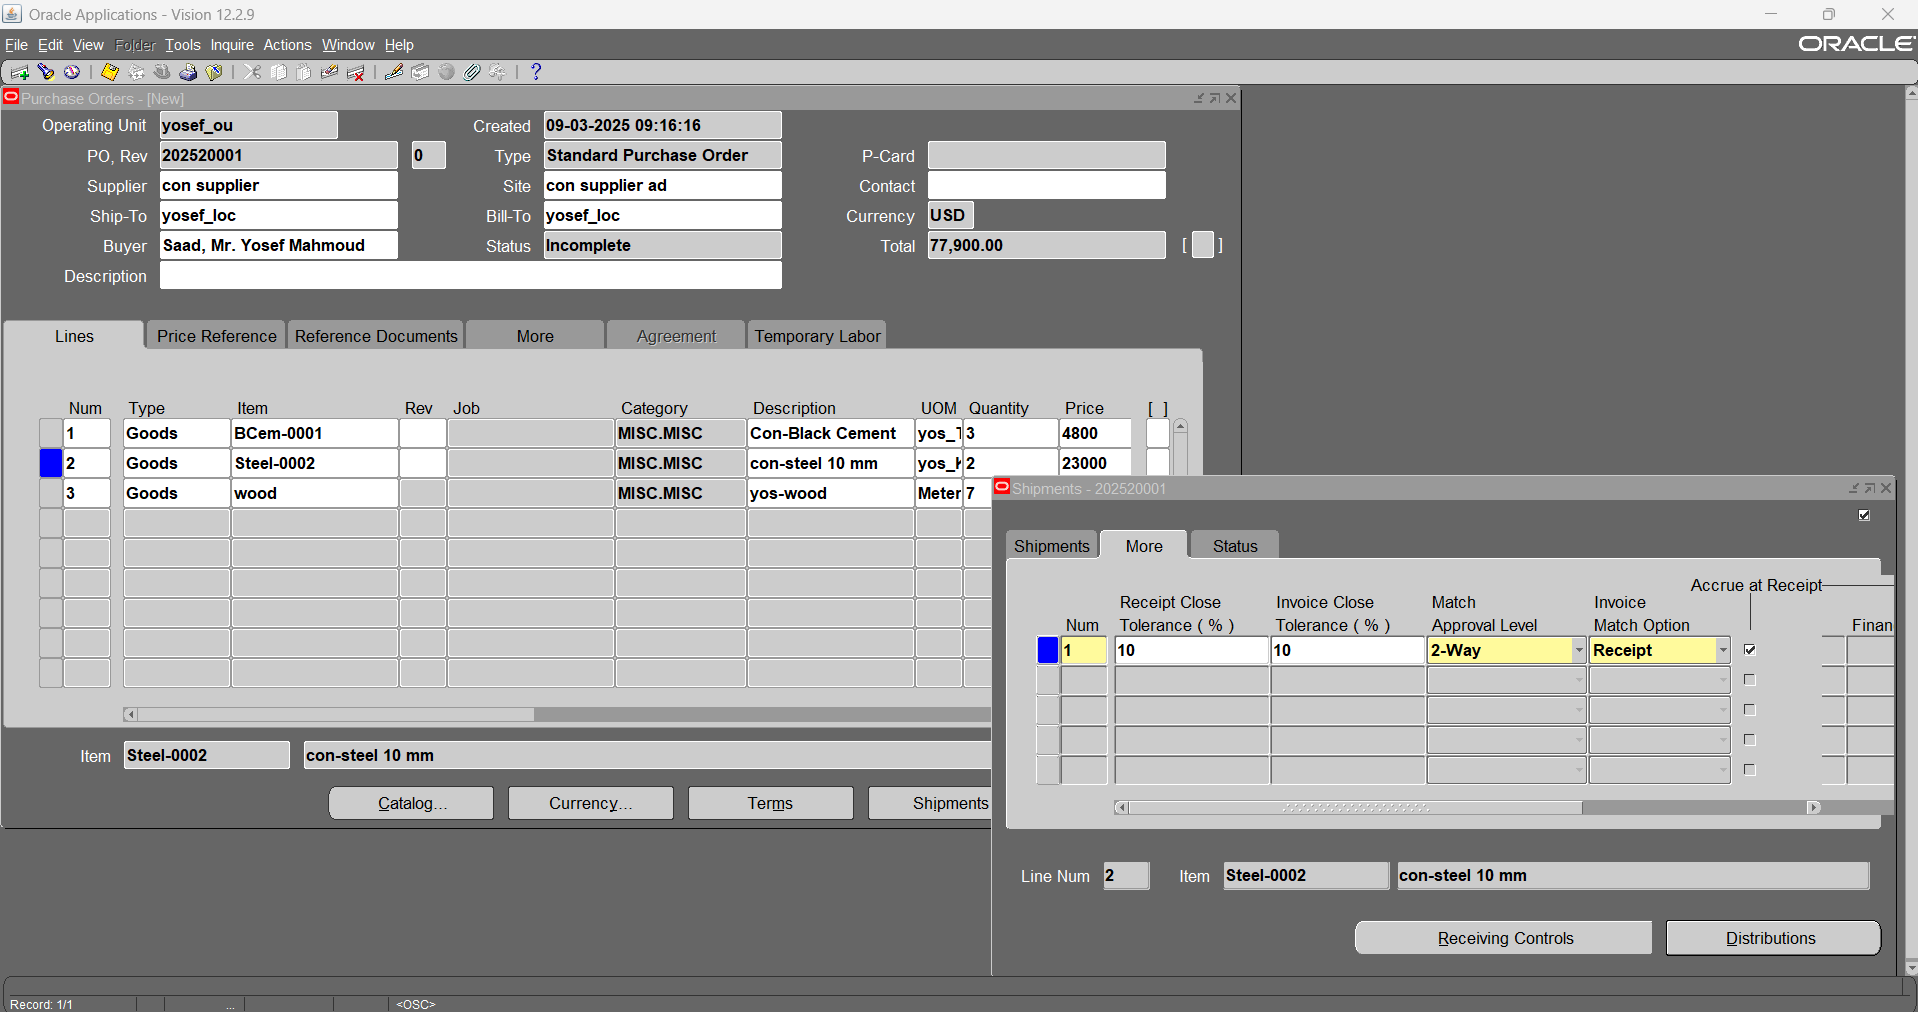 Oracle Applications - Vision 12.2.9
File Edit View Folder Tools Inquire Actions Window Help
ORACLE
Purchase Orders - [New]
Operating Unit yosef_ou Created 09-03-2025 09:16:16
PO, Rev 202520001 0 Type Standard Purchase Order P-Card
Supplier con supplier Site con supplier ad Contact
Ship-To yosef_loc Bill-To yosef_loc Currency USD
Buyer Saad, Mr. Yosef Mahmoud Status Incomplete Total 77,900.00 [ ]
Description
Lines Price Reference Reference Documents More Agreement Temporary Labor
Num Type Item Rev Job Category Description UOM Quantity Price [ ]
1 Goods BCem-0001 MISC.MISC Con-Black Cement yos_T 3 4800
2 Goods Steel-0002 MISC.MISC con-steel 10 mm yos_K 2 23000
3 Goods wood MISC.MISC yos-wood Meter 7
Item Steel-0002 con-steel 10 mm
Catalog... Currency... Terms Shipments
Shipments - 202520001
Shipments More Status
Accrue at Receipt
Receipt Close Invoice Close Match Invoice
Num Tolerance ( % ) Tolerance ( % ) Approval Level Match Option Finan
1 10 10 2-Way Receipt
Line Num 2 Item Steel-0002 con-steel 10 mm
Receiving Controls Distributions
Record: 1/1 ... <OSC>